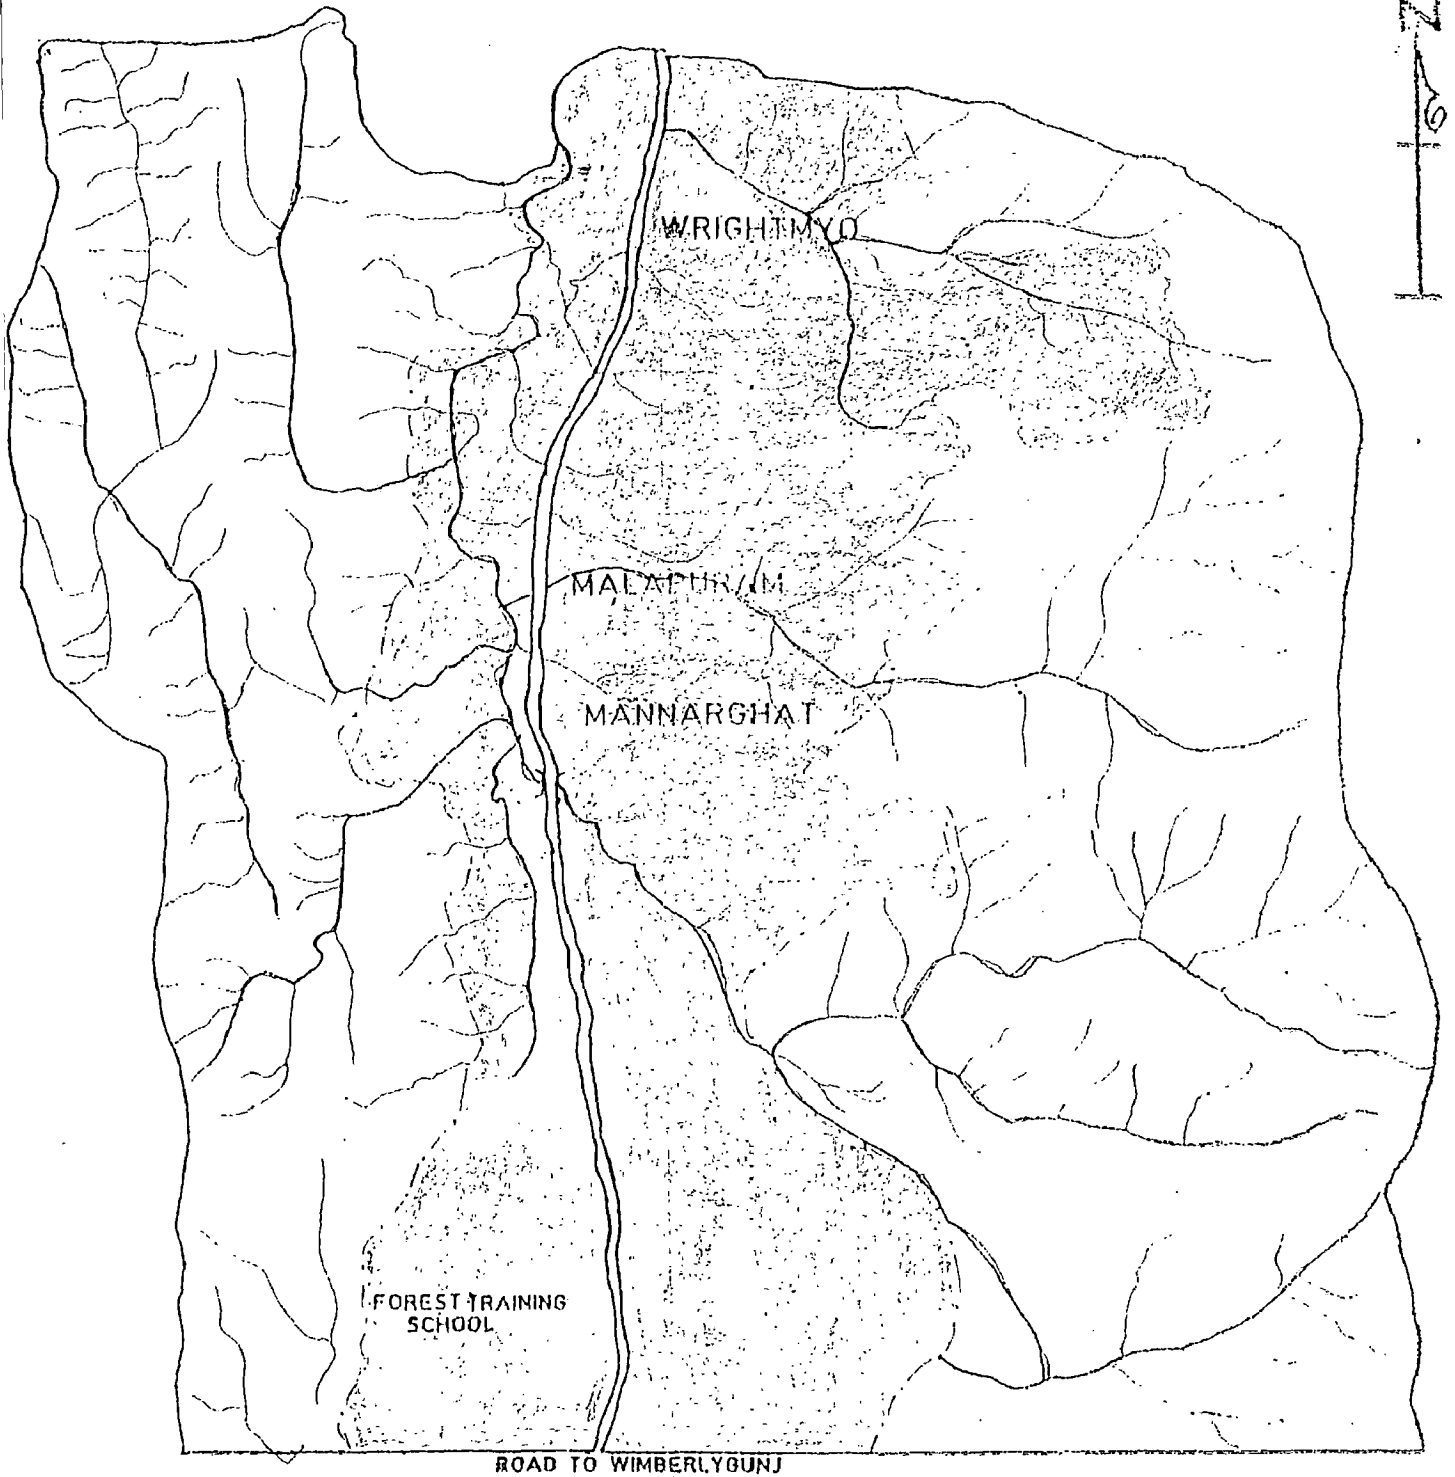 N
WRIGHTMYO
MALAPURAM
MANNARGHAT
FOREST TRAINING
SCHOOL
ROAD TO WIMBERLYGUNJ